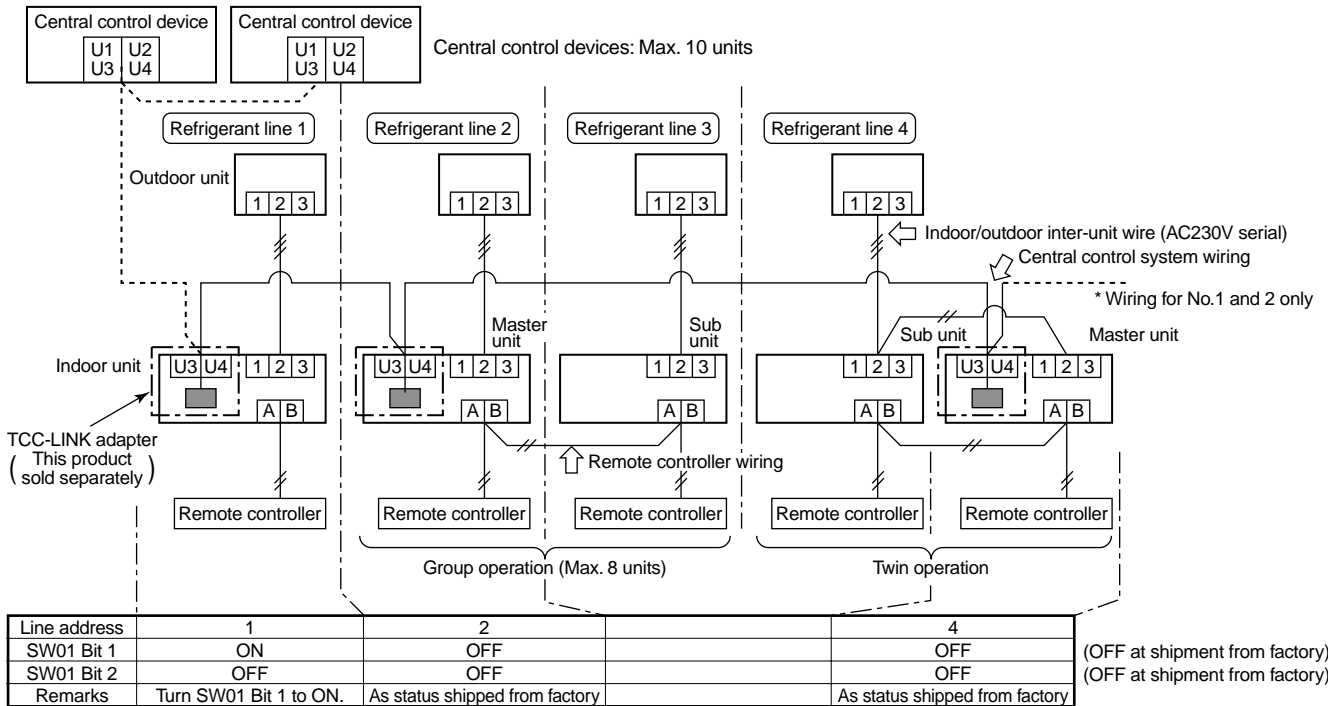 Central control device
Central control device
U1 U2
U3 U4
U1 U2
U3 U4
Central control devices: Max. 10 units
Refrigerant line 1
Refrigerant line 2
Refrigerant line 3
Refrigerant line 4
Outdoor unit
1 2 3
1 2 3
1 2 3
1 2 3
Indoor/outdoor inter-unit wire (AC230V serial)
Central control system wiring
* Wiring for No.1 and 2 only
Master
unit
Sub
unit
Sub unit
Master unit
Indoor unit
U3 U4 1 2 3
U3 U4 1 2 3
1 2 3
1 2 3
U3 U4 1 2 3
A B
A B
A B
A B
A B
TCC-LINK adapter
( This product
sold separately )
Remote controller wiring
Remote controller
Remote controller
Remote controller
Remote controller
Remote controller
Group operation (Max. 8 units)
Twin operation
Line address 1 2 4
SW01 Bit 1 ON OFF OFF (OFF at shipment from factory)
SW01 Bit 2 OFF OFF OFF (OFF at shipment from factory)
Remarks Turn SW01 Bit 1 to ON. As status shipped from factory As status shipped from factory